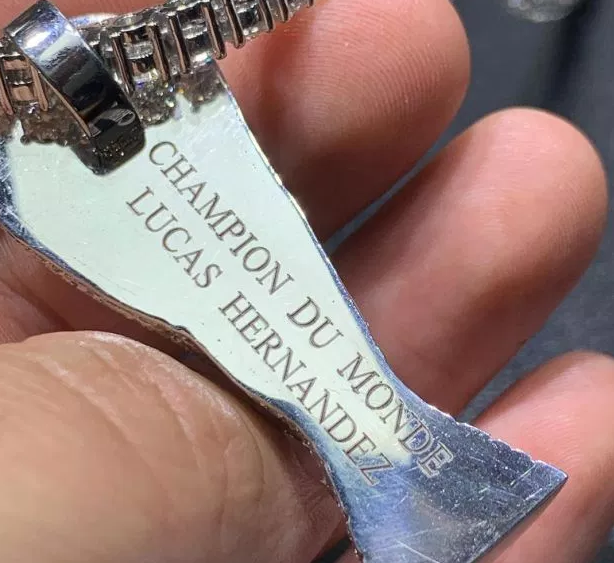 CHAMPION DU MONDE
LUCAS HERNANDEZ